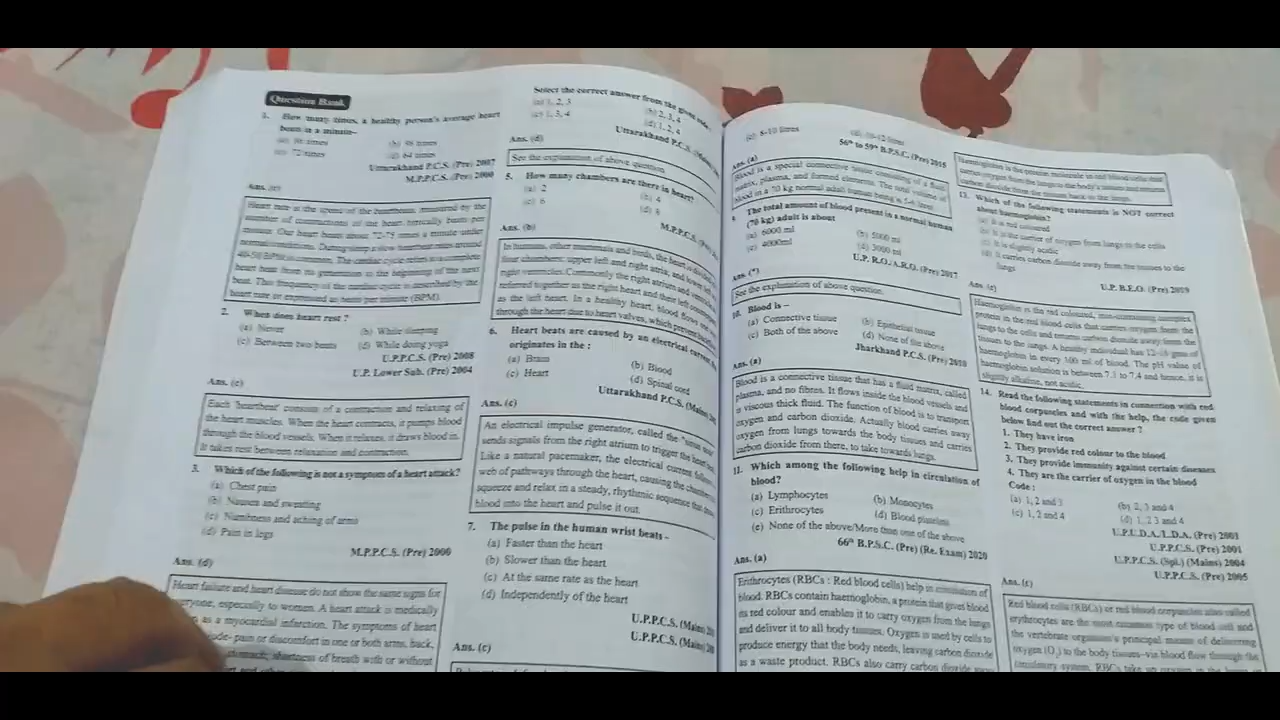 Question Bank
1. How many times, a healthy person's average heart
beats in a minute-
(c) 72 times
(d) 64 times
Uttarakhand P.C.S. (Pre) 2007
M.P.P.C.S. (Pre) 2000
Ans. (c)
Heart rate is the speed of the heartbeat, measured by the
number of contractions of the heart typically beats per
minute. Our heart beats about 72-75 times a minute under
normal conditions. During sleep a slow heartbeat rates around
40-50 BPM is common. The cardiac cycle refers to a complete
heart beat from its generation to the beginning of the next
beat. The frequency of the cardiac cycle is described by the
heart rate or expressed as beats per minute (BPM).
2. When does heart rest ?
(a) Never
(b) While sleeping
(c) Between two beats
(d) While doing yoga
U.P.P.C.S. (Pre) 2008
U.P. Lower Sub. (Pre) 2004
Ans. (c)
Each 'heartbeat' consists of a contraction and relaxing of
the heart muscles. When the heart contracts, it pumps blood
through the blood vessels. When it relaxes, it draws blood in.
It takes rest between relaxation and contraction.
3. Which of the following is not a symptom of a heart attack?
(a) Chest pain
(b) Nausea and sweating
(c) Numbness and aching of arms
(d) Pain in legs
M.P.P.C.S. (Pre) 2000
Ans. (d)
Heart failure and heart disease do not show the same signs for
everyone, especially to women. A heart attack is medically
as a myocardial infarction. The symptoms of heart
pain or discomfort in one or both arms, back,
stomach; shortness of breath with or without
Select the correct answer from the given
(a) 1, 2, 3
(b) 2, 3, 4
(c) 1, 3, 4
(d) 1, 2, 4
Uttarakhand P.C.S.
Ans. (d)
See the explanation of above question.
5. How many chambers are there in heart?
(a) 2
(b) 4
(c) 6
(d) 8
M.P.P.C.S.
Ans. (b)
In humans, other mammals and birds, the heart is
four chambers: upper left and right atria; and lower left
right ventricles. Commonly the right atrium and
referred together as the right heart and their left
as the left heart. In a healthy heart, blood flows
through the heart due to heart valves, which prevent
6. Heart beats are caused by an electrical current
originates in the :
(a) Brain
(b) Blood
(c) Heart
(d) Spinal cord
Uttarakhand P.C.S. (Mains)
Ans. (c)
An electrical impulse generator, called the
sends signals from the right atrium to trigger the heart
Like a natural pacemaker, the electrical current follows
web of pathways through the heart, causing the
squeeze and relax in a steady, rhythmic sequence that
blood into the heart and pulse it out.
7. The pulse in the human wrist beats -
(a) Faster than the heart
(b) Slower than the heart
(c) At the same rate as the heart
(d) Independently of the heart
U.P.P.C.S. (Mains)
U.P.P.C.S. (Mains)
Ans. (c)
(c) 8-10 litres
(d) 10-12 litres
56th to 59th B.P.S.C. (Pre) 2015
Ans. (a)
Blood is a special connective tissue consisting of a fluid
matrix, plasma, and formed elements. The total volume of
blood in a 70 kg normal adult human being is 5-6 liter.
9. The total amount of blood present in a normal human
(70 kg) adult is about
(a) 6000 ml
(b) 5000 ml
(c) 4000ml
(d) 3000 ml
U.P. R.O./A.R.O. (Pre) 2017
Ans. (*)
See the explanation of above question.
10. Blood is -
(a) Connective tissue
(b) Epithelial tissue
(c) Both of the above
(d) None of the above
Jharkhand P.C.S. (Pre)
Ans. (a)
Blood is a connective tissue that has a fluid matrix, called
plasma, and no fibres. It flows inside the blood vessels and
is viscous thick fluid. The function of blood is to transport
oxygen and carbon dioxide. Actually blood carries away
oxygen from lungs towards the body tissues and carries
carbon dioxide from there, to take towards lungs.
11. Which among the following help in circulation of
blood?
(a) Lymphocytes
(b) Monocytes
(c) Erithrocytes
(d) Blood platelets
(e) None of the above/More than one of the above
66th B.P.S.C. (Pre) (Re. Exam) 2020
Ans. (a)
Erithrocytes (RBCs : Red blood cells) help in circulation of
blood. RBCs contain haemoglobin, a protein that gives blood
its red colour and enables it to carry oxygen from the lungs
and deliver it to all body tissues. Oxygen is used by cells to
produce energy that the body needs, leaving carbon dioxide
as a waste product. RBCs also carry carbon dioxide away
Haemoglobin is the protein molecule in red blood cells that
carries oxygen from the lungs to the body's tissues and returns
carbon dioxide from the tissues back to the lungs.
13. Which of the following statements is NOT correct
about haemoglobin?
(a) It is red coloured
(b) It is the carrier of oxygen from lungs to the cells
(c) It is slightly acidic
(d) It carries carbon dioxide away from the tissues to the
lungs
U.P. B.E.O. (Pre) 2019
Ans. (c)
Haemoglobin is the red coloured, iron-containing complex
protein in the red blood cells that carries oxygen from the
lungs to the cells and returns carbon dioxide from the
tissues to the lungs. A healthy individual has 12-16 gms of
haemoglobin in every 100 ml of blood. The pH value of
haemoglobin solution is between 7.1 to 7.4 and hence, it is
slightly alkaline, not acidic.
14. Read the following statements in connection with red
blood corpuscles and with the help, the code given
below find out the correct answer ?
1. They have iron
2. They provide red colour to the blood
3. They provide immunity against certain diseases
4. They are the carrier of oxygen in the blood
Code :
(a) 1, 2 and 3
(b) 2, 3 and 4
(c) 1, 2 and 4
(d) 1, 2 3 and 4
U.P.U.D.A./L.D.A. (Pre) 2001
U.P.P.C.S. (Pre) 2001
U.P.P.C.S. (Spl.) (Mains) 2004
U.P.P.C.S. (Pre) 2005
Ans. (c)
Red blood cells (RBCs) or red blood corpuscles also called
erythrocytes are the most common type of blood cell and
the vertebrate organism's principal means of delivering
oxygen (O2) to the body tissues-via blood flow through the
circulatory system. RBCs take up oxygen in the